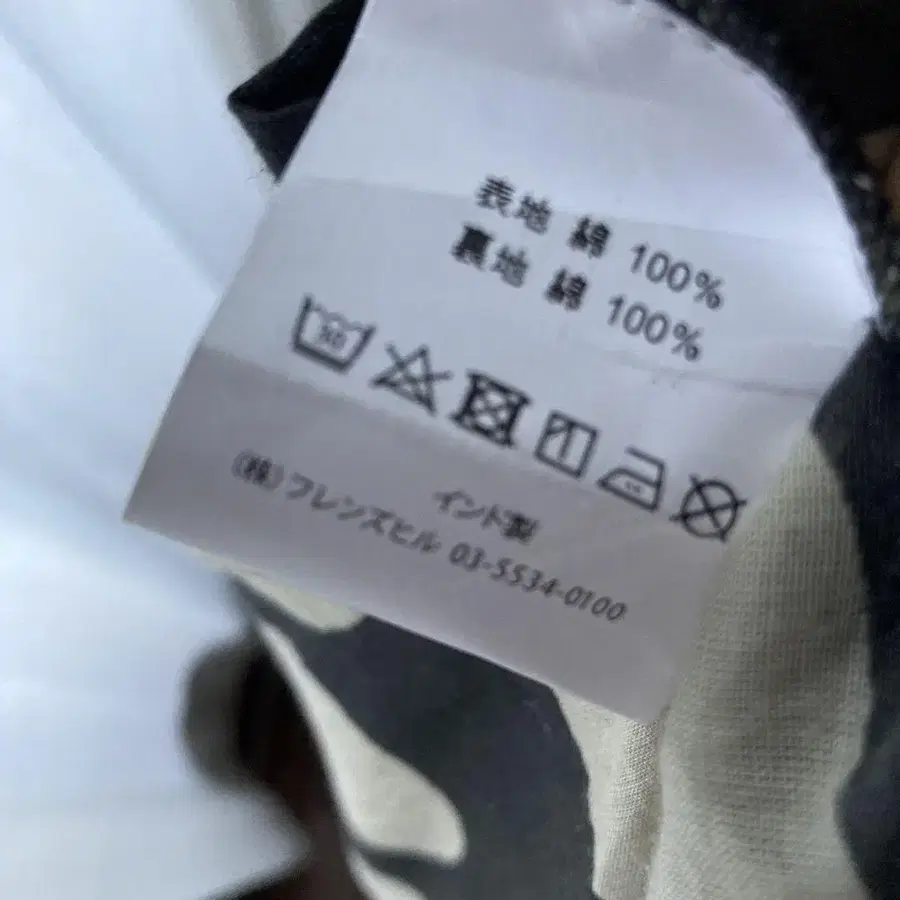 表地 綿 100%
裏地 綿 100%
30
インド製
(株)フレンズヒル 03-5534-0100